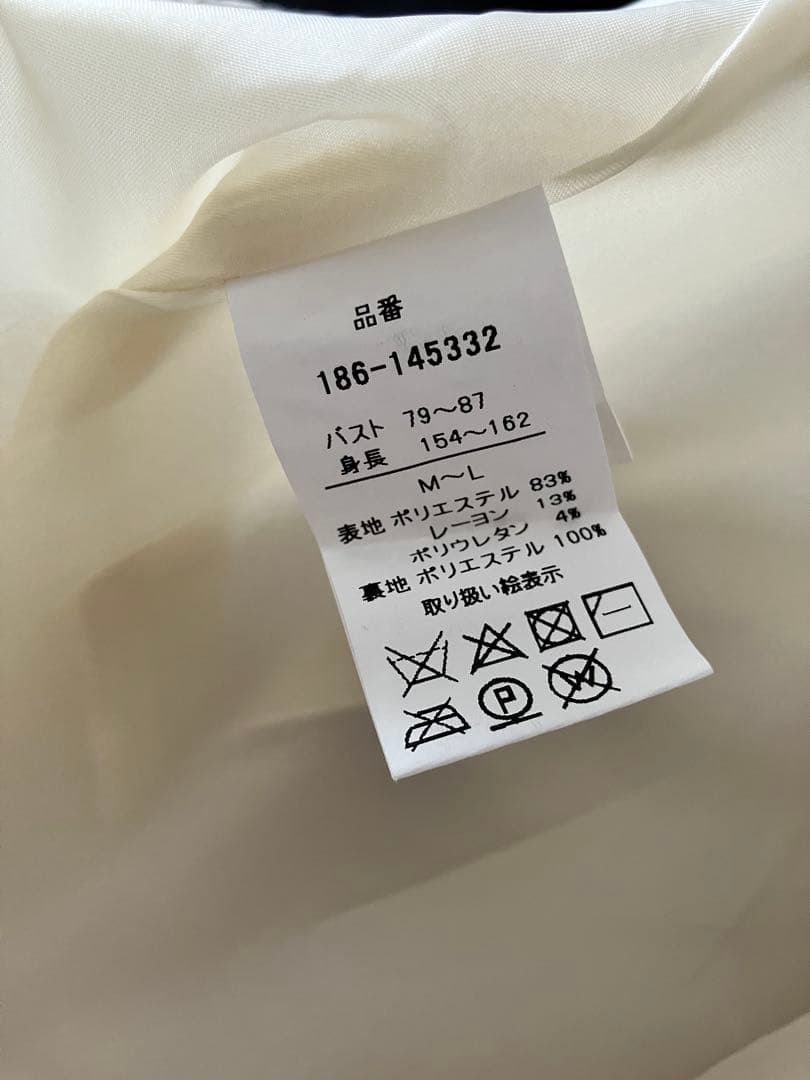 品番
186-145332
バスト 79～87
身長 154～162
M～L
表地 ポリエステル 83%
レーヨン 13%
ポリウレタン 4%
裏地 ポリエステル 100%
取り扱い絵表示
P
W